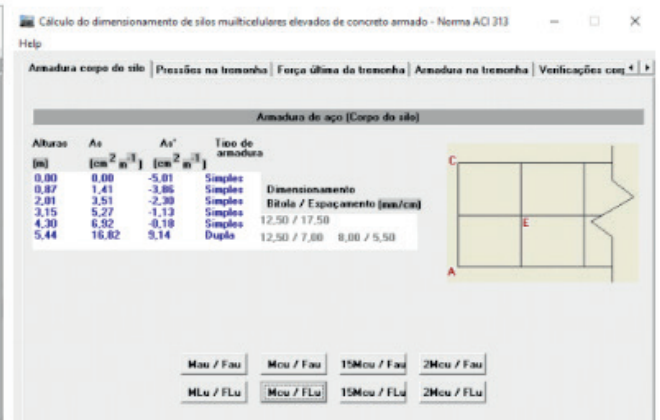 Cálculo do dimensionamento de silos muilticelulares elevados de concreto armado - Norma ACI 313
Help
Armadura corpo do silo | Pressões na tremonha | Força última da tremonha | Armadura na tremonha | Verificações com
Armadura de aço (Corpo do silo)
Alturas As As' Tipo de armadura
(m) (cm² m⁻¹) (cm² m⁻¹)
0,00 0,00 -5,01 Simples
0,87 1,41 -3,86 Simples
2,01 3,51 -2,30 Simples
3,15 5,27 -1,13 Simples
4,30 6,92 -0,18 Simples
5,44 16,82 9,14 Dupla
Dimensionamento
Bitola / Espaçamento (mm/cm)
12,50 / 17,50
12,50 / 7,00 8,00 / 5,50
C
E
A
Mau / Fau Mcu / Fau 15Mcu / Fau 2Mcu / Fau
MLu / FLu Mcu / FLu 15Mcu / FLu 2Mcu / FLu